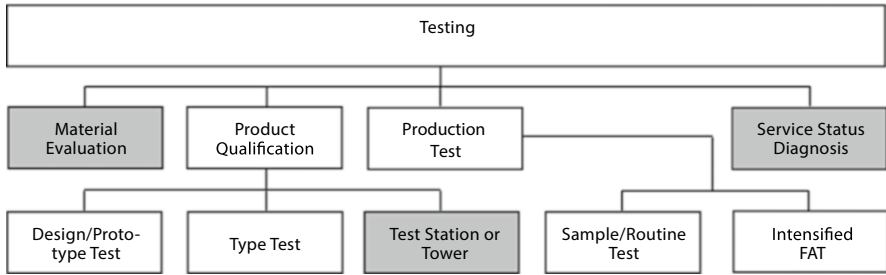 Testing
Material
Evaluation
Product
Qualification
Production
Test
Service Status
Diagnosis
Design/Proto-
type Test
Type Test
Test Station or
Tower
Sample/Routine
Test
Intensified
FAT